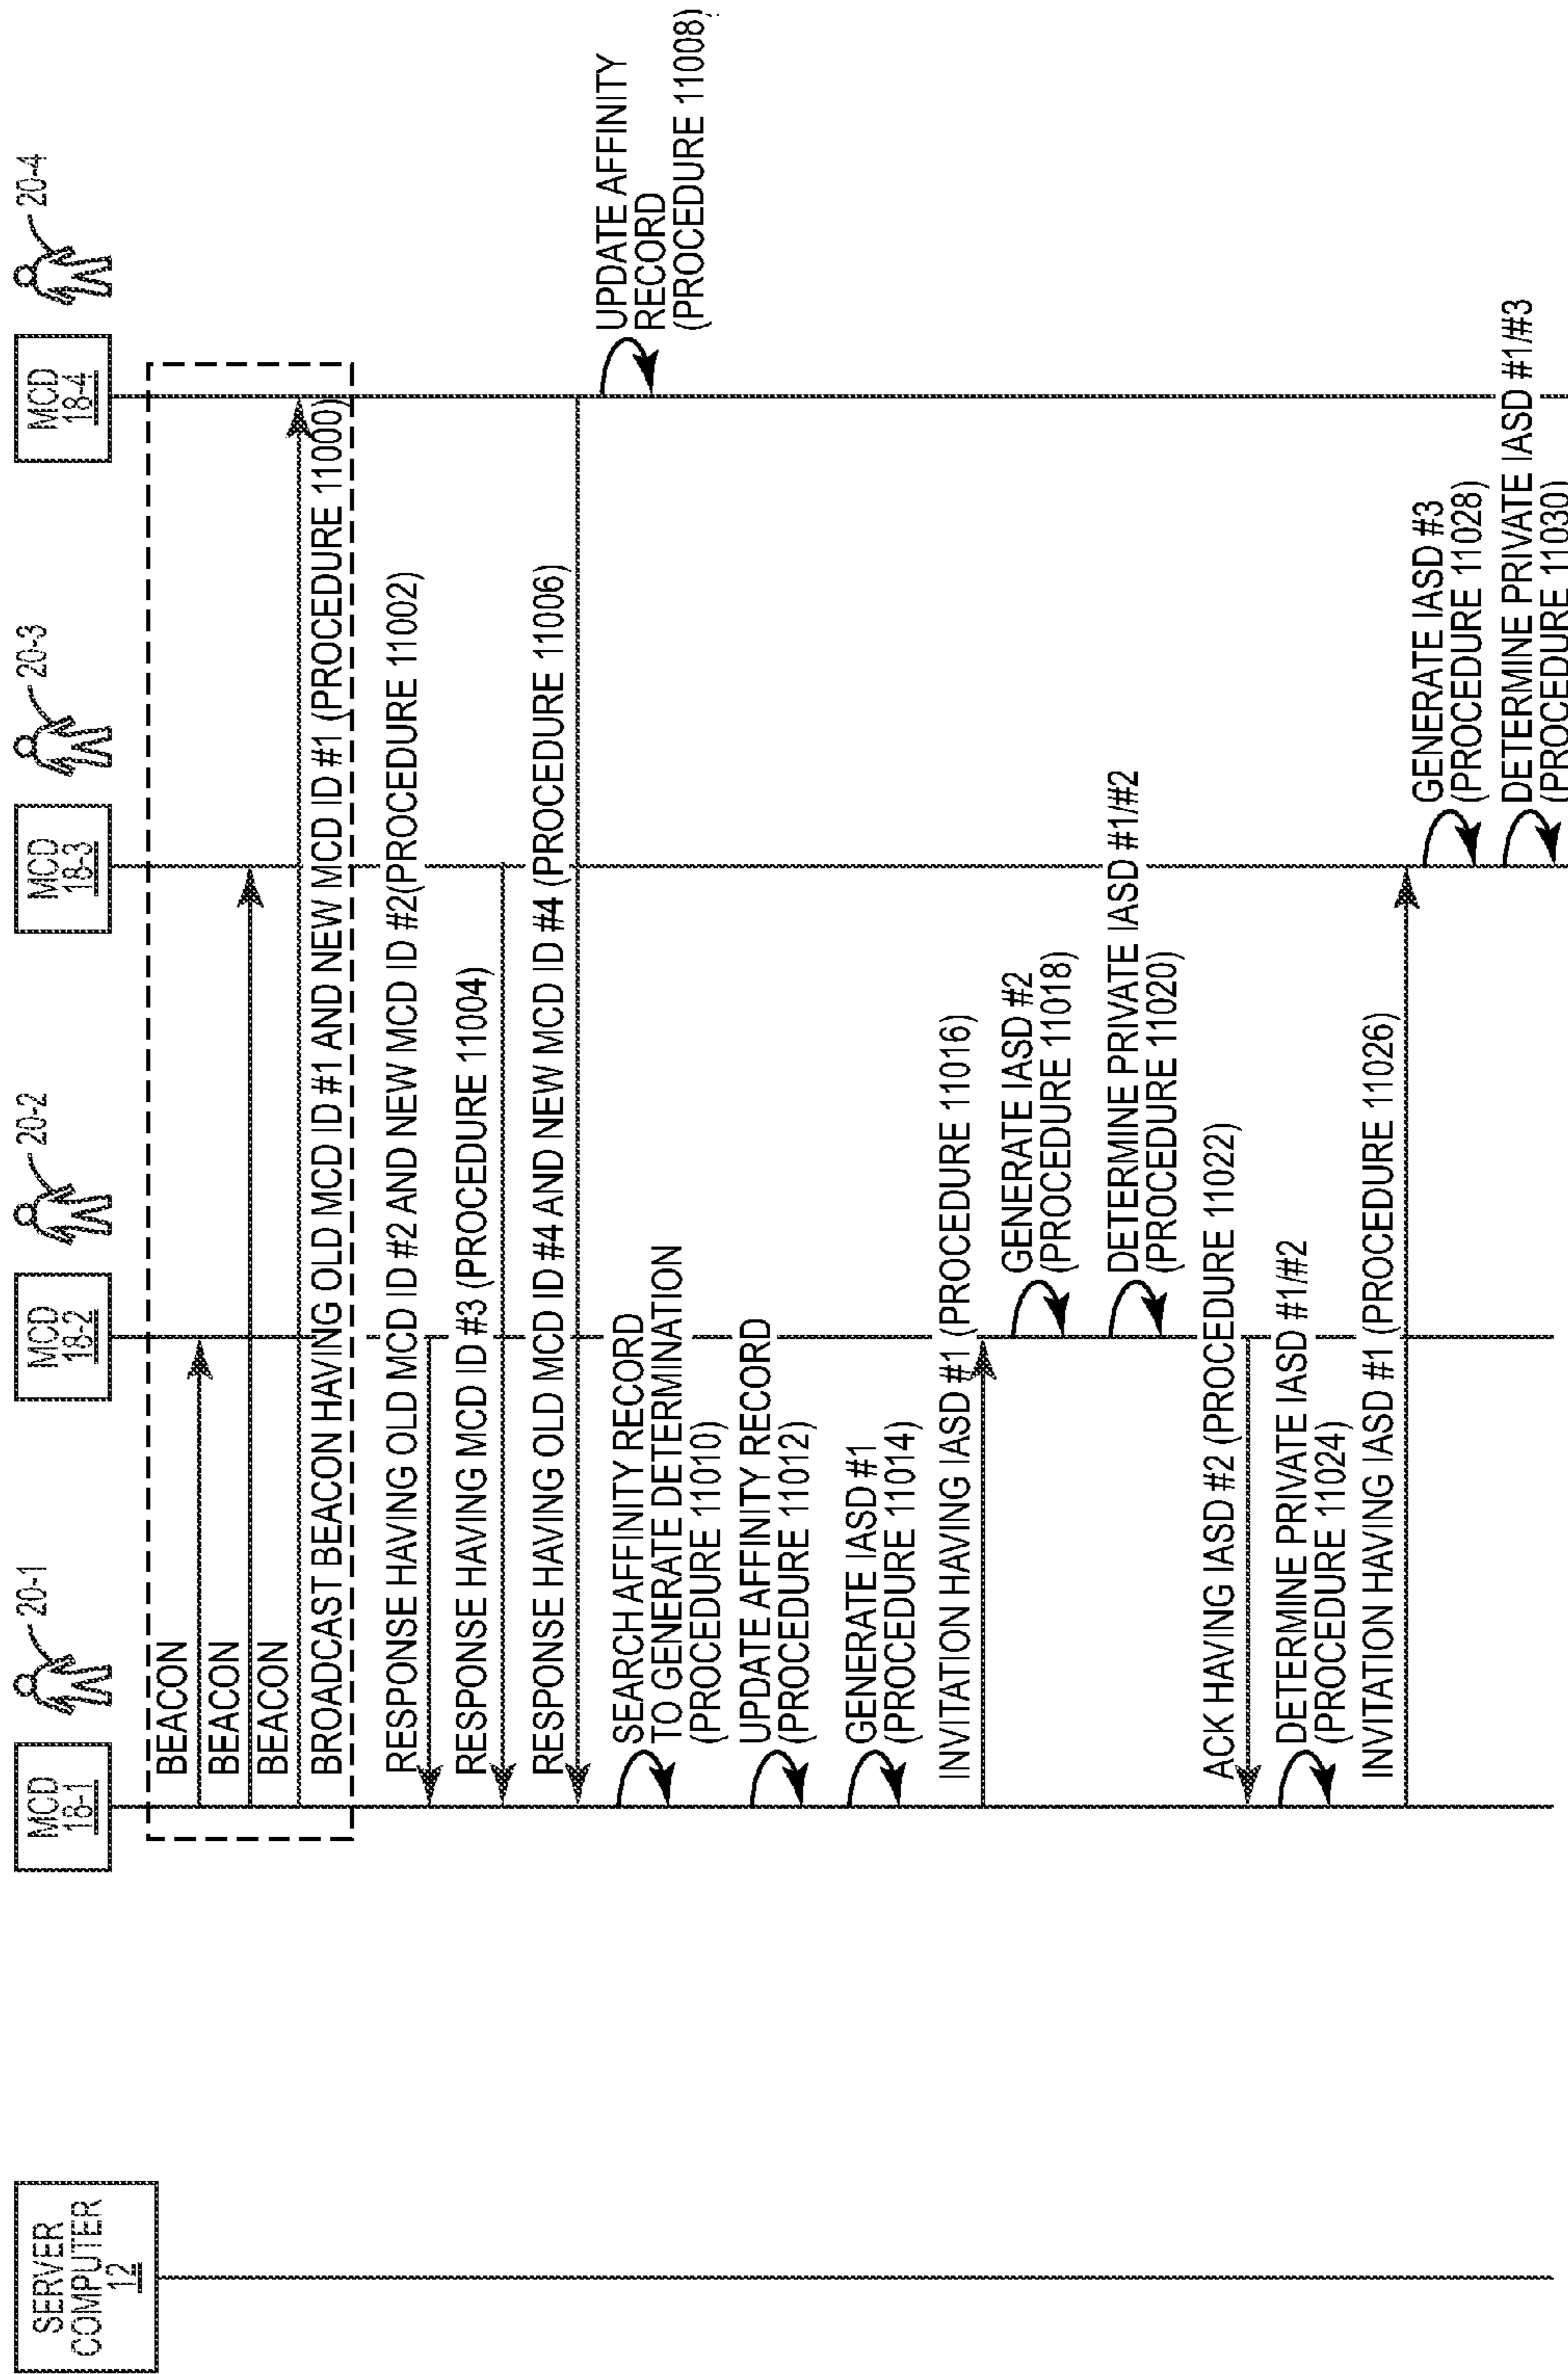 SERVER
COMPUTER
12
MCD
18-1
20-1
MCD
18-2
20-2
MCD
18-3
20-3
MCD
18-4
20-4
BEACON
BEACON
BEACON
BROADCAST BEACON HAVING OLD MCD ID #1 AND NEW MCD ID #1 (PROCEDURE 11000)
RESPONSE HAVING OLD MCD ID #2 AND NEW MCD ID #2(PROCEDURE 11002)
RESPONSE HAVING MCD ID #3 (PROCEDURE 11004)
RESPONSE HAVING OLD MCD ID #4 AND NEW MCD ID #4 (PROCEDURE 11006)
UPDATE AFFINITY
RECORD
(PROCEDURE 11008)
SEARCH AFFINITY RECORD
TO GENERATE DETERMINATION
(PROCEDURE 11010)
UPDATE AFFINITY RECORD
(PROCEDURE 11012)
GENERATE IASD #1
(PROCEDURE 11014)
INVITATION HAVING IASD #1 (PROCEDURE 11016)
GENERATE IASD #2
(PROCEDURE 11018)
DETERMINE PRIVATE IASD #1/#2
(PROCEDURE 11020)
ACK HAVING IASD #2 (PROCEDURE 11022)
DETERMINE PRIVATE IASD #1/#2
(PROCEDURE 11024)
INVITATION HAVING IASD #1 (PROCEDURE 11026)
GENERATE IASD #3
(PROCEDURE 11028)
DETERMINE PRIVATE IASD #1/#3
(PROCEDURE 11030)